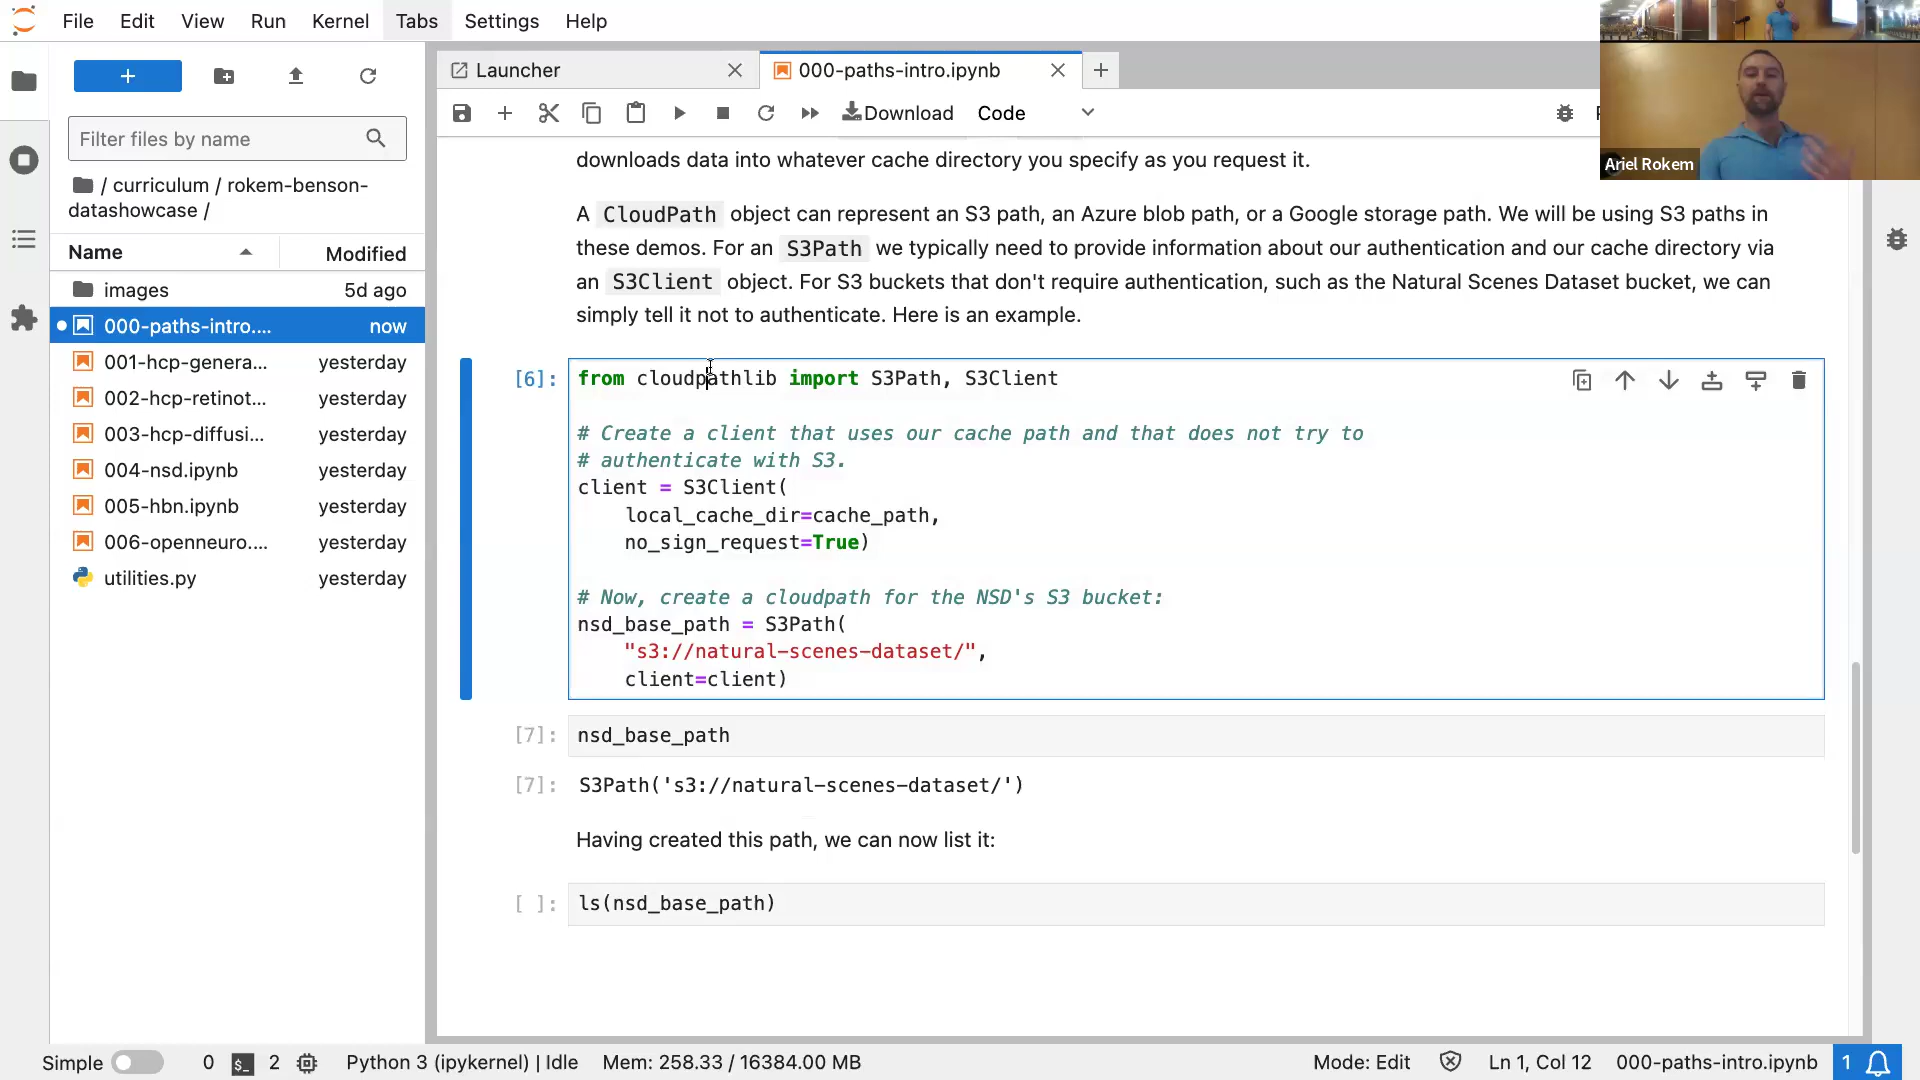 File Edit View Run Kernel Tabs Settings Help
Launcher
000-paths-intro.ipynb
Download
Code
Ariel Rokem
+
Filter files by name
/ curriculum / rokem-benson-
datashowcase /
Name Modified
images 5d ago
000-paths-intro.... now
001-hcp-genera... yesterday
002-hcp-retinot... yesterday
003-hcp-diffusi... yesterday
004-nsd.ipynb yesterday
005-hbn.ipynb yesterday
006-openneuro.... yesterday
utilities.py yesterday
downloads data into whatever cache directory you specify as you request it.
A CloudPath object can represent an S3 path, an Azure blob path, or a Google storage path. We will be using S3 paths in
these demos. For an S3Path we typically need to provide information about our authentication and our cache directory via
an S3Client object. For S3 buckets that don't require authentication, such as the Natural Scenes Dataset bucket, we can
simply tell it not to authenticate. Here is an example.
[6]: from cloudpathlib import S3Path, S3Client
# Create a client that uses our cache path and that does not try to
# authenticate with S3.
client = S3Client(
local_cache_dir=cache_path,
no_sign_request=True)
# Now, create a cloudpath for the NSD's S3 bucket:
nsd_base_path = S3Path(
"s3://natural-scenes-dataset/",
client=client)
[7]: nsd_base_path
[7]: S3Path('s3://natural-scenes-dataset/')
Having created this path, we can now list it:
[ ]: ls(nsd_base_path)
Simple 0 $_ 2 Python 3 (ipykernel) | Idle Mem: 258.33 / 16384.00 MB Mode: Edit Ln 1, Col 12 000-paths-intro.ipynb 1